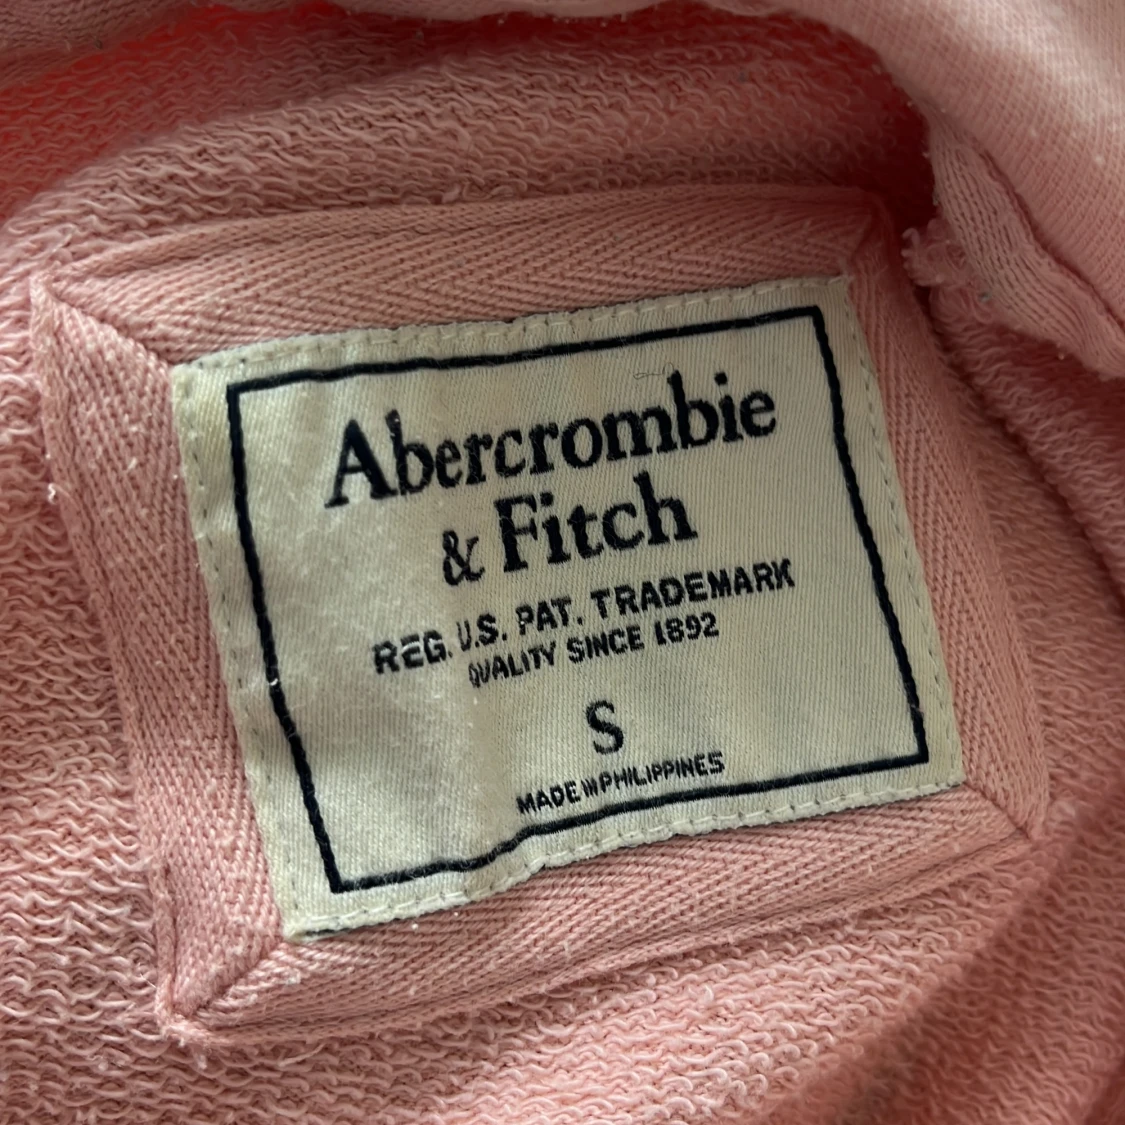 Abercrombie
& Fitch
REG. U.S. PAT. TRADEMARK
QUALITY SINCE 1892
S
MADE IN PHILIPPINES